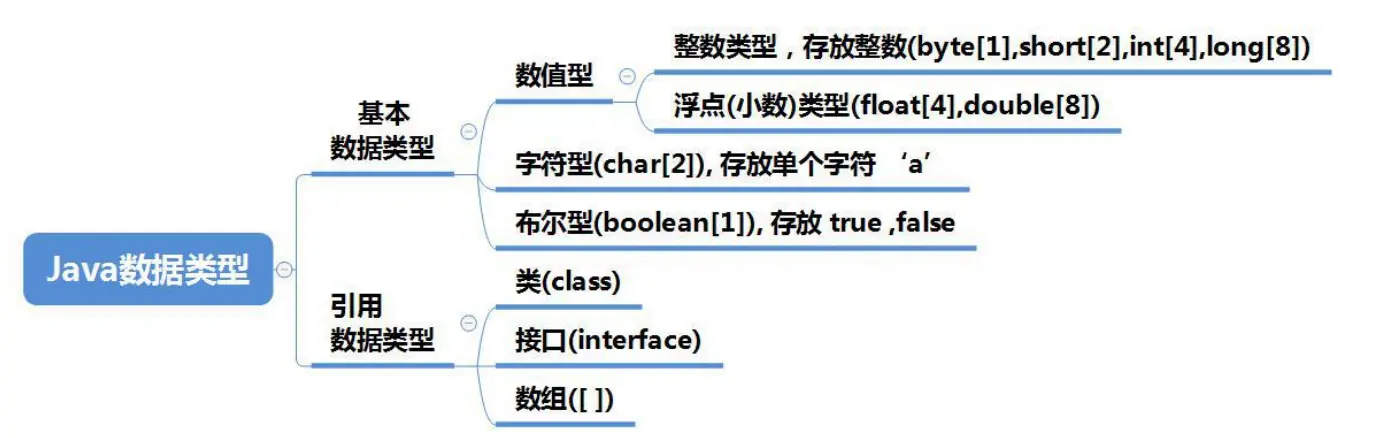 整数类型，存放整数(byte[1],short[2],int[4],long[8])
数值型
浮点(小数)类型(float[4],double[8])
基本
数据类型
字符型(char[2]), 存放单个字符 ‘a’
布尔型(boolean[1]), 存放 true ,false
Java数据类型
类(class)
引用
数据类型
接口(interface)
数组([ ])